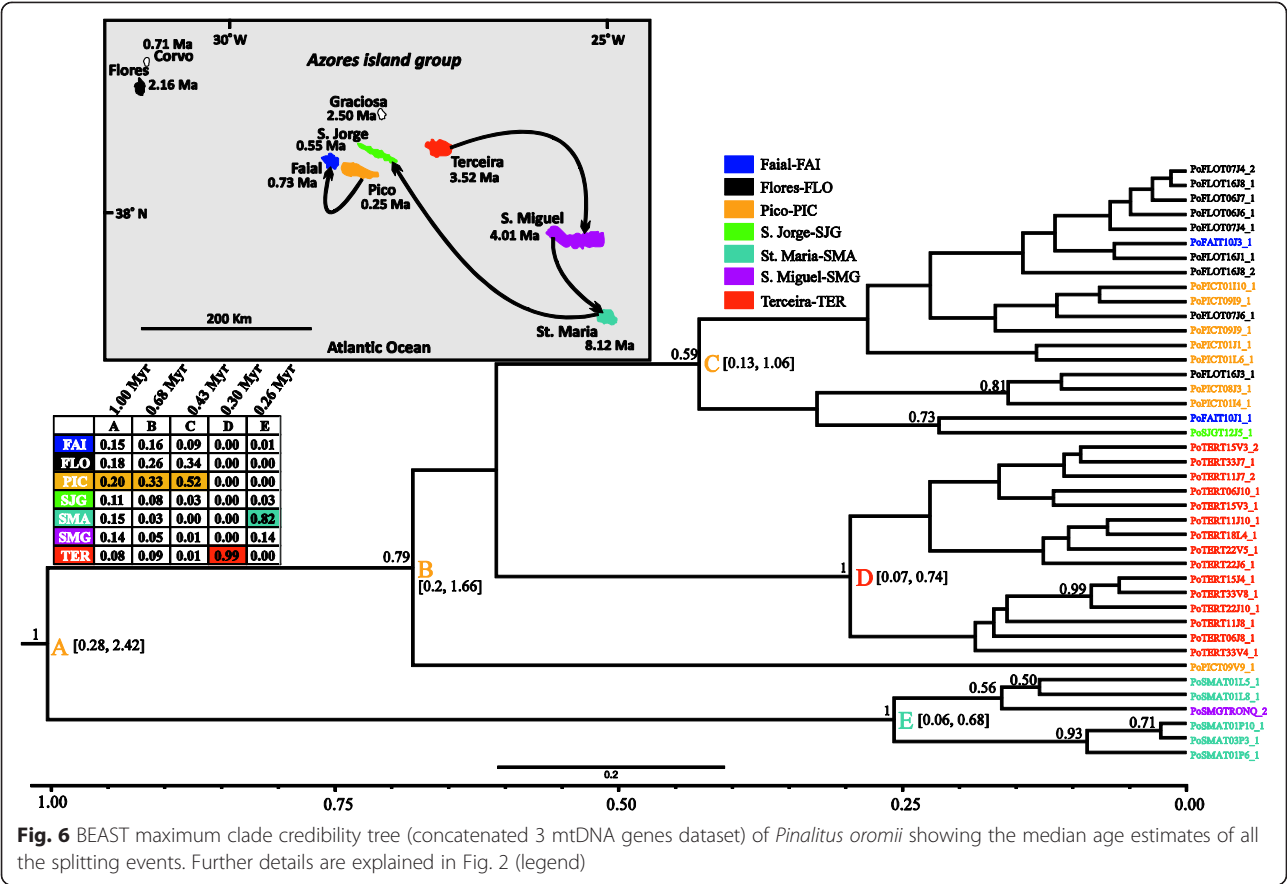 30°W
25°W
Azores island group
0.71 Ma
Corvo
Flores
2.16 Ma
Graciosa
2.50 Ma
S. Jorge
0.55 Ma
Faial
0.73 Ma
Pico
0.25 Ma
Terceira
3.52 Ma
38° N
S. Miguel
4.01 Ma
200 Km
St. Maria
8.12 Ma
Atlantic Ocean
Faial-FAI
Flores-FLO
Pico-PIC
S. Jorge-SJG
St. Maria-SMA
S. Miguel-SMG
Terceira-TER
1.00 Myr 0.68 Myr 0.43 Myr 0.30 Myr 0.26 Myr
A B C D E
FAI 0.15 0.16 0.09 0.00 0.01
FLO 0.18 0.26 0.34 0.00 0.00
PIC 0.20 0.33 0.52 0.00 0.00
SJG 0.11 0.08 0.03 0.00 0.03
SMA 0.15 0.03 0.00 0.00 0.82
SMG 0.14 0.05 0.01 0.00 0.14
TER 0.08 0.09 0.01 0.99 0.00
0.59
C [0.13, 1.06]
0.81
0.73
0.79
B
[0.2, 1.66]
1
D [0.07, 0.74]
0.99
1
A [0.28, 2.42]
0.50
0.56
1
E [0.06, 0.68]
0.71
0.93
PoFLOT07J4_2
PoFLOT16J8_1
PoFLOT06J7_1
PoFLOT06J6_1
PoFLOT07J4_1
PoFAIT10J3_1
PoFLOT16J1_1
PoFLOT16J8_2
PoPICT01I10_1
PoPICT09I9_1
PoFLOT07J6_1
PoPICT09J9_1
PoPICT01J1_1
PoPICT01L6_1
PoFLOT16J3_1
PoPICT08J3_1
PoPICT01I4_1
PoFAIT10J1_1
PoSJGT12J5_1
PoTERT15V3_2
PoTERT33J7_1
PoTERT11J7_2
PoTERT06J10_1
PoTERT15V3_1
PoTERT11J10_1
PoTERT18L4_1
PoTERT22V5_1
PoTERT22J6_1
PoTERT15J4_1
PoTERT33V8_1
PoTERT22J10_1
PoTERT11J8_1
PoTERT06J8_1
PoTERT33V4_1
PoPICT09V9_1
PoSMAT01L5_1
PoSMAT01L8_1
PoSMGTRONQ_2
PoSMAT01P10_1
PoSMAT03P3_1
PoSMAT01P6_1
0.2
1.00 0.75 0.50 0.25 0.00
Fig. 6 BEAST maximum clade credibility tree (concatenated 3 mtDNA genes dataset) of Pinalitus oromii showing the median age estimates of all
the splitting events. Further details are explained in Fig. 2 (legend)